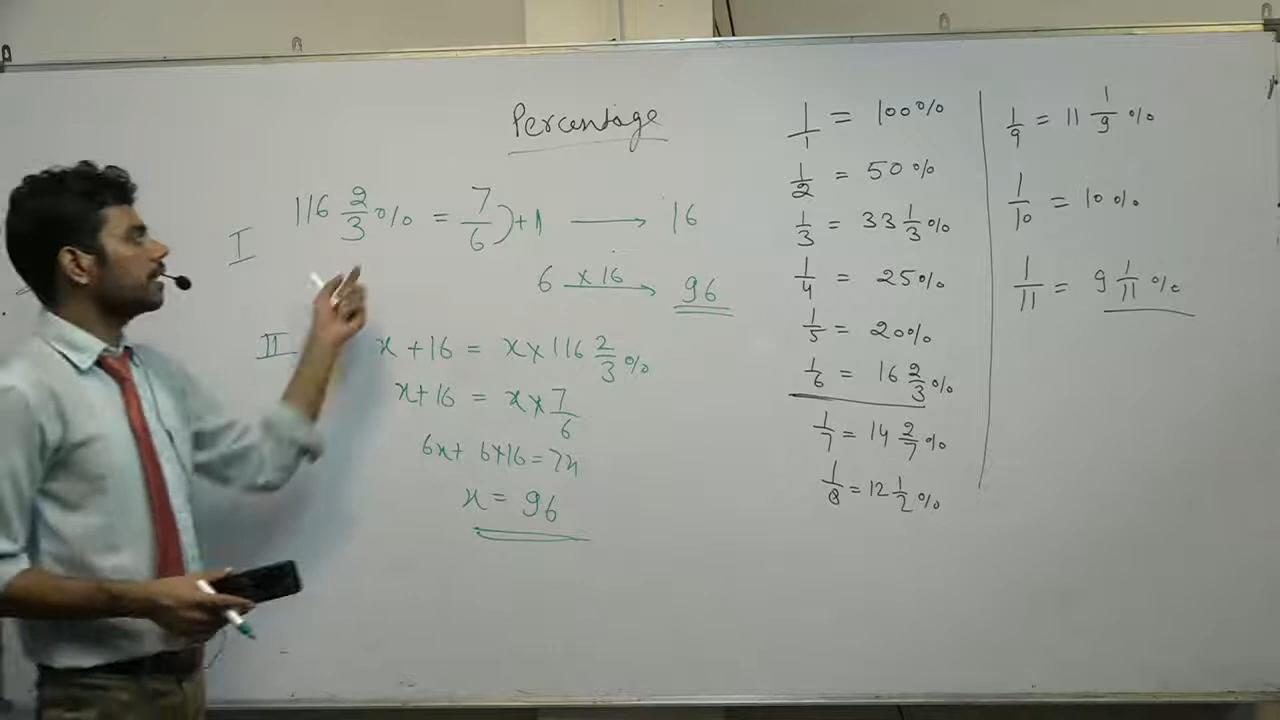 Percentage
I 116 2/3 % = 7/6 ) +1 → 16
6 ×16→ 96
II x + 16 = x × 116 2/3 %
x + 16 = x × 7/6
6x + 6×16 = 7x
x = 96
1/1 = 100%
1/2 = 50%
1/3 = 33 1/3 %
1/4 = 25%
1/5 = 20%
1/6 = 16 2/3 %
1/7 = 14 2/7 %
1/8 = 12 1/2 %
1/9 = 11 1/9 %
1/10 = 10%
1/11 = 9 1/11 %